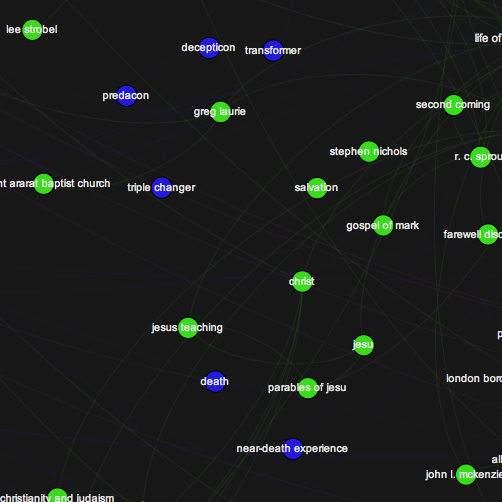 lee strobel
life of
decepticon
transformer
predacon
second coming
greg laurie
stephen nichols
r. c. sprou
nt ararat baptist church
triple changer
salvation
gospel of mark
farewell disc
christ
jesus teaching
p
jesu
london boro
death
parables of jesu
near-death experience
all
john l. mckenzie
christianity and judaism